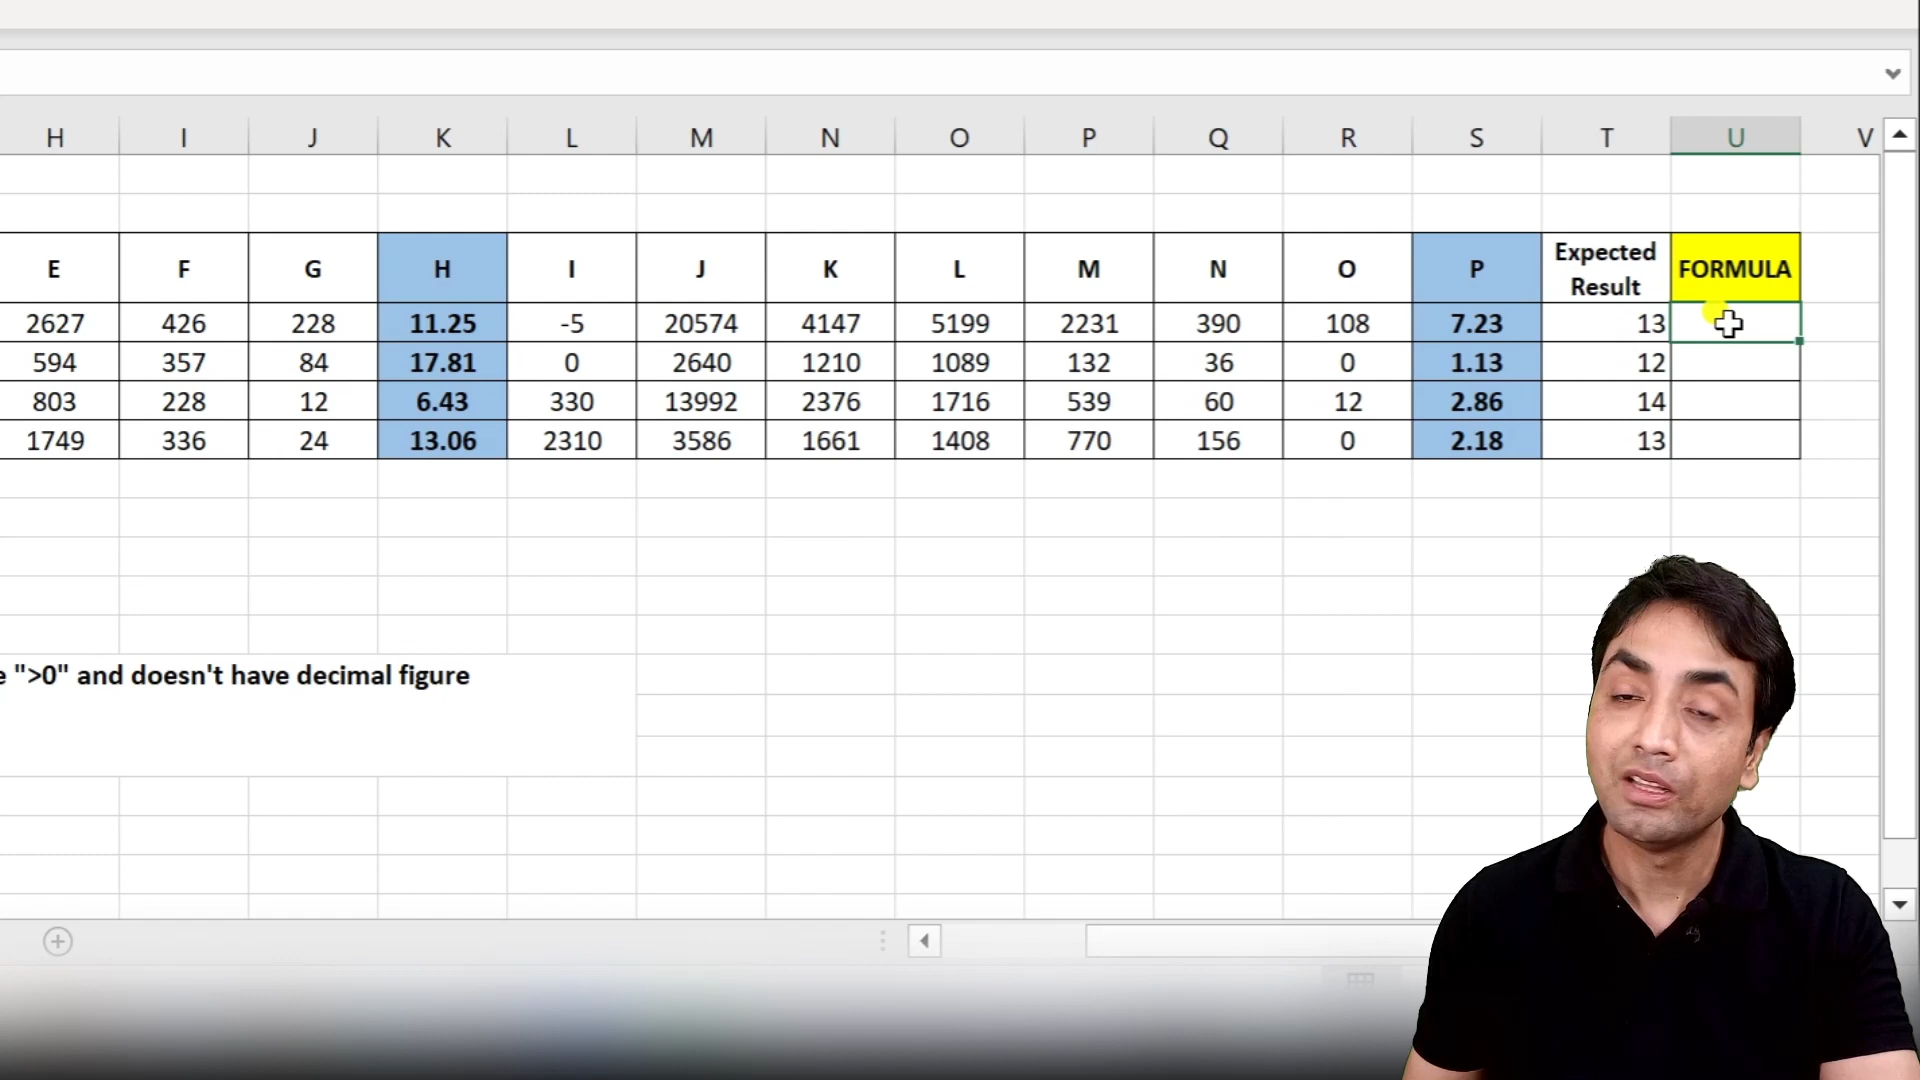 H I J K L M N O P Q R S T U V
E F G H I J K L M N O P Expected Result FORMULA
2627 426 228 11.25 -5 20574 4147 5199 2231 390 108 7.23 13
594 357 84 17.81 0 2640 1210 1089 132 36 0 1.13 12
803 228 12 6.43 330 13992 2376 1716 539 60 12 2.86 14
1749 336 24 13.06 2310 3586 1661 1408 770 156 0 2.18 13
">0" and doesn't have decimal figure